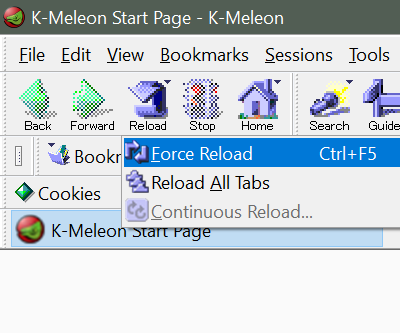 K-Meleon Start Page - K-Meleon
File Edit View Bookmarks Sessions Tools
Back Forward Reload Stop Home Search Guide
Bookm
Force Reload Ctrl+F5
Reload All Tabs
Cookies
Continuous Reload...
K-Meleon Start Page